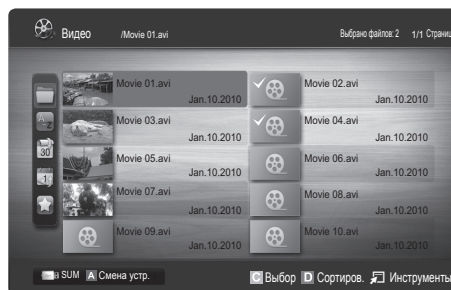 Видео /Movie 01.avi Выбрано файлов: 2 1/1 Страниц
Movie 01.avi Movie 02.avi
Jan.10.2010 Jan.10.2010
Movie 03.avi Movie 04.avi
Jan.10.2010 Jan.10.2010
Movie 05.avi Movie 06.avi
Jan.10.2010 Jan.10.2010
Movie 07.avi Movie 08.avi
Jan.10.2010 Jan.10.2010
Movie 09.avi Movie 10.avi
Jan.10.2010 Jan.10.2010
A Z
30
1
SUM A Смена устр. C Выбор D Сортиров. Инструменты